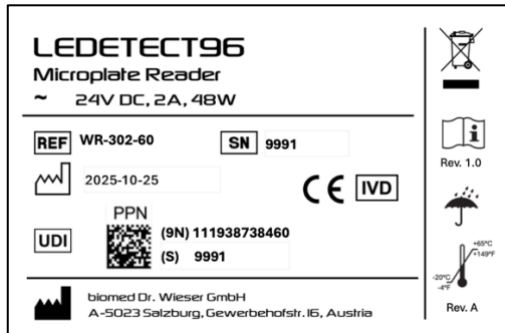 LEDETECT96
Microplate Reader
~ 24V DC, 2A, 48W
REF WR-302-60 SN 9991
2025-10-25
CE IVD
PPN
UDI (9N) 111938738460
(S) 9991
biomed Dr. Wieser GmbH
A-5023 Salzburg, Gewerbehofstr. 16, Austria
i
Rev. 1.0
+65°C
+149°F
-20°C
-4°F
Rev. A